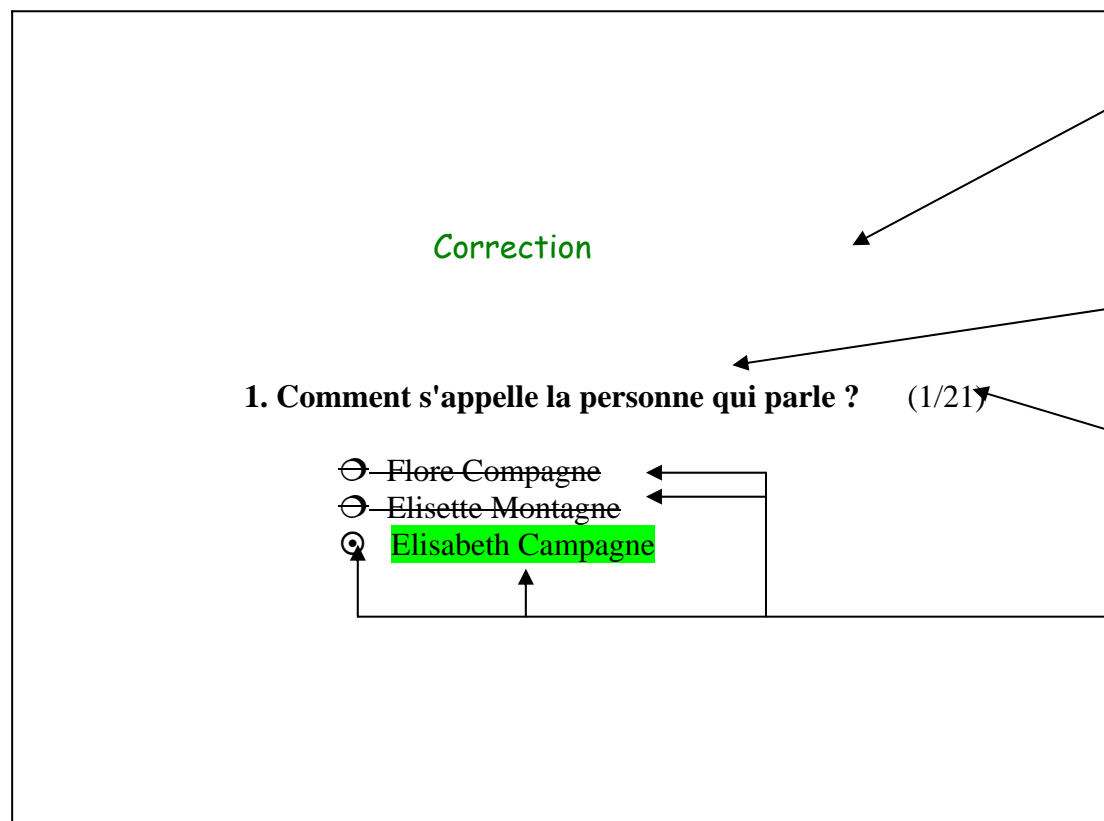 Correction
1. Comment s'appelle la personne qui parle ? (1/21)
Flore Compagne
Elisette Montagne
Elisabeth Campagne